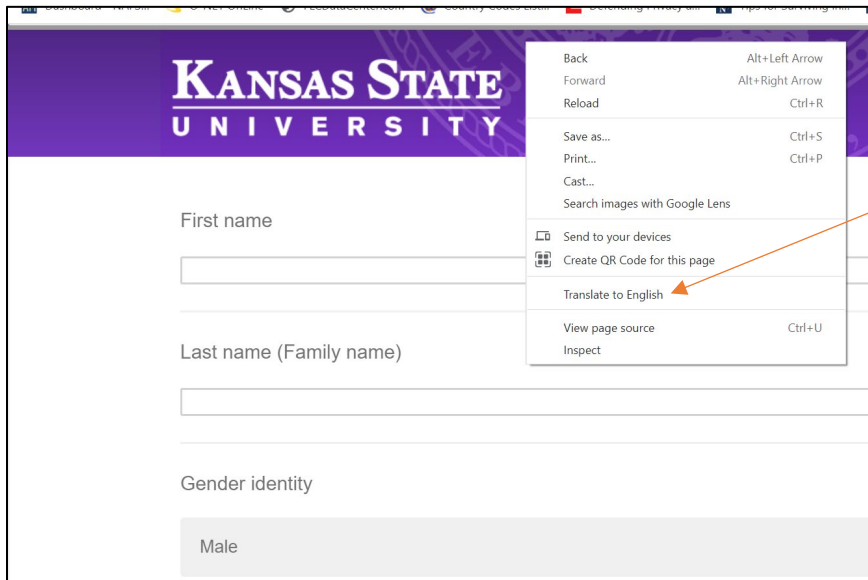 KANSAS STATE
UNIVERSITY
Back Alt+Left Arrow
Forward Alt+Right Arrow
Reload Ctrl+R
Save as... Ctrl+S
Print... Ctrl+P
Cast...
Search images with Google Lens
Send to your devices
Create QR Code for this page
Translate to English
View page source Ctrl+U
Inspect
First name
Last name (Family name)
Gender identity
Male